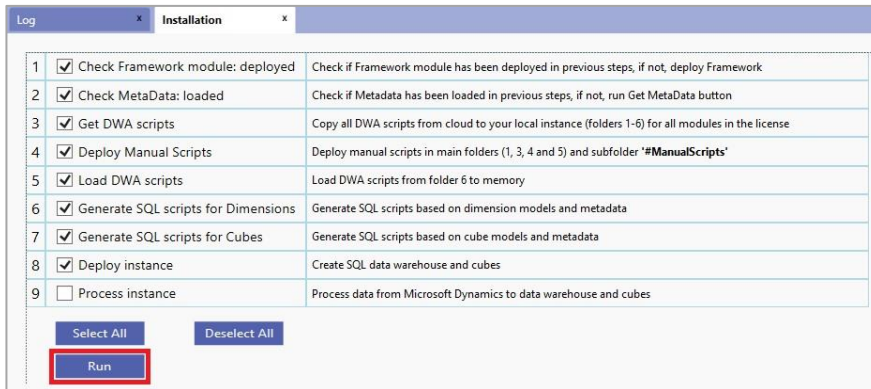 Log x Installation x
1 Check Framework module: deployed Check if Framework module has been deployed in previous steps, if not, deploy Framework
2 Check MetaData: loaded Check if Metadata has been loaded in previous steps, if not, run Get MetaData button
3 Get DWA scripts Copy all DWA scripts from cloud to your local instance (folders 1-6) for all modules in the license
4 Deploy Manual Scripts Deploy manual scripts in main folders (1, 3, 4 and 5) and subfolder '#ManualScripts'
5 Load DWA scripts Load DWA scripts from folder 6 to memory
6 Generate SQL scripts for Dimensions Generate SQL scripts based on dimension models and metadata
7 Generate SQL scripts for Cubes Generate SQL scripts based on cube models and metadata
8 Deploy instance Create SQL data warehouse and cubes
9 Process instance Process data from Microsoft Dynamics to data warehouse and cubes
Select All Deselect All
Run